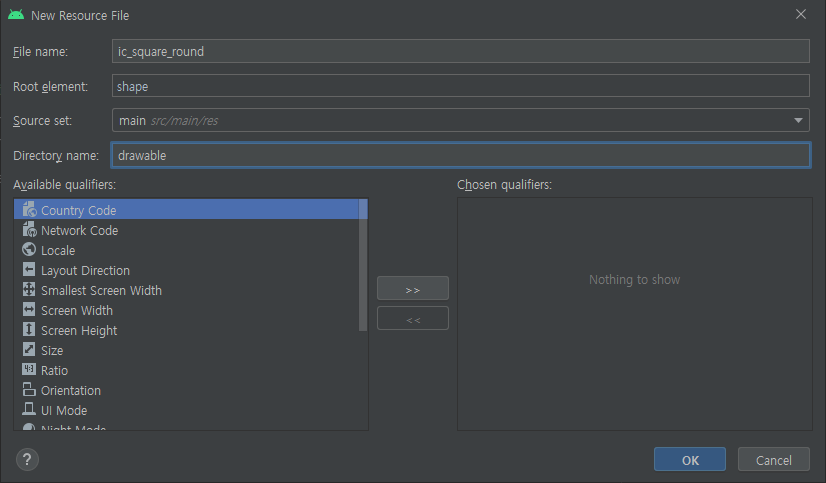 New Resource File
File name: ic_square_round
Root element: shape
Source set: main src/main/res
Directory name: drawable
Available qualifiers: Chosen qualifiers:
Country Code
Network Code
Locale
Layout Direction
Smallest Screen Width
Screen Width
Screen Height
Size
Ratio
Orientation
UI Mode
Night Mode
>>
<<
Nothing to show
?
OK Cancel